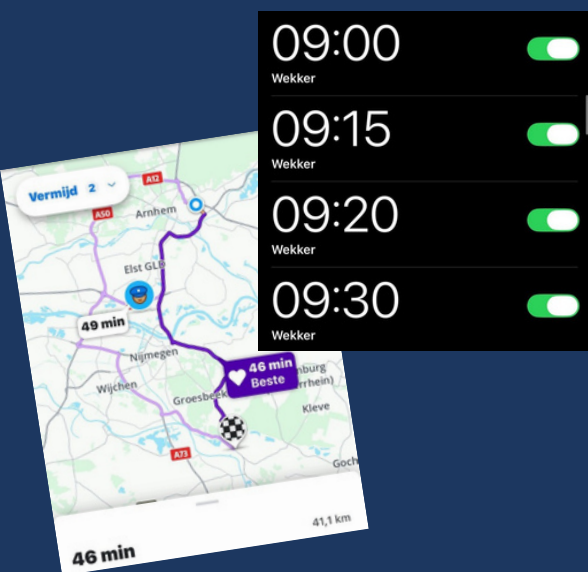 09:00
Wekker
09:15
Wekker
09:20
Wekker
09:30
Wekker
Vermijd 2
A12
A50
Arnhem
Elst GLD
49 min
Nijmegen
46 min
Beste
Wijchen
Groesbeek
Kleve
A73
Goch
41,1 km
46 min